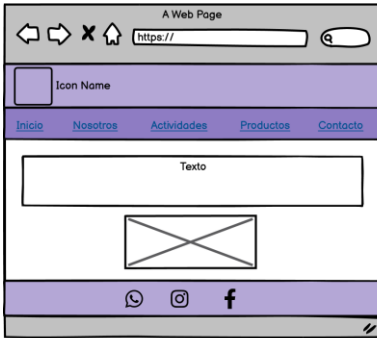 A Web Page
https://
Icon Name
Inicio Nosotros Actividades Productos Contacto
Texto